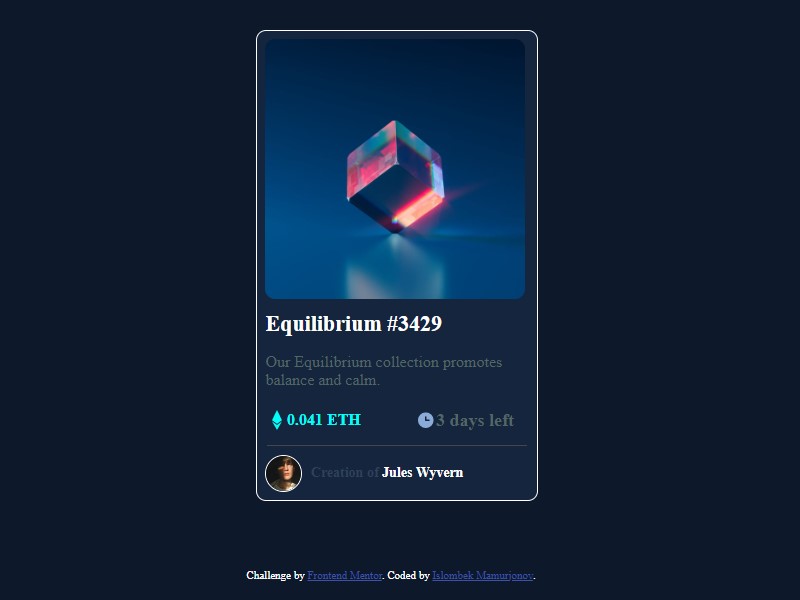 Equilibrium #3429
Our Equilibrium collection promotes
balance and calm.
0.041 ETH
3 days left
Creation of Jules Wyvern
Challenge by Frontend Mentor. Coded by Islombek Mamurjonov.